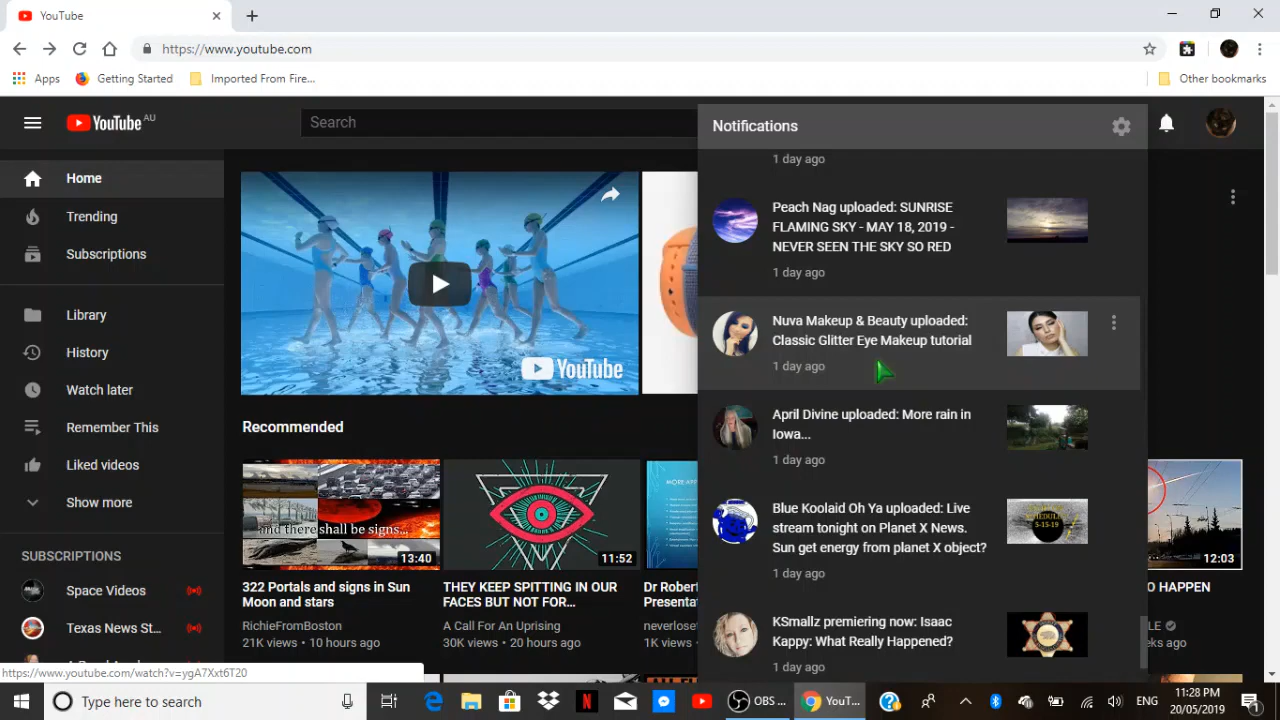 YouTube
https://www.youtube.com
Apps
Getting Started
Imported From Fire...
Other bookmarks
YouTube AU
Search
Notifications
Home
Trending
Subscriptions
Library
History
Watch later
Remember This
Liked videos
Show more
SUBSCRIPTIONS
Space Videos
Texas News St...
YouTube
Recommended
and there shall be signs...
13:40
322 Portals and signs in Sun
Moon and stars
RichieFromBoston
21K views • 10 hours ago
11:52
THEY KEEP SPITTING IN OUR
FACES BUT NOT FOR...
A Call For An Uprising
30K views • 20 hours ago
Dr Rober
Presenta
neverlose
643 view
1 day ago
Peach Nag uploaded: SUNRISE
FLAMING SKY - MAY 18, 2019 -
NEVER SEEN THE SKY SO RED
1 day ago
Nuva Makeup & Beauty uploaded:
Classic Glitter Eye Makeup tutorial
1 day ago
April Divine uploaded: More rain in
Iowa...
1 day ago
Blue Koolaid Oh Ya uploaded: Live
stream tonight on Planet X News.
Sun get energy from planet X object?
1 day ago
KSmallz premiering now: Isaac
Kappy: What Really Happened?
1 day ago
12:03
O HAPPEN
LE
eks ago
https://www.youtube.com/watch?v=ygA7Xxt6T20
Type here to search
OBS ...
YouT...
ENG
11:28 PM
20/05/2019